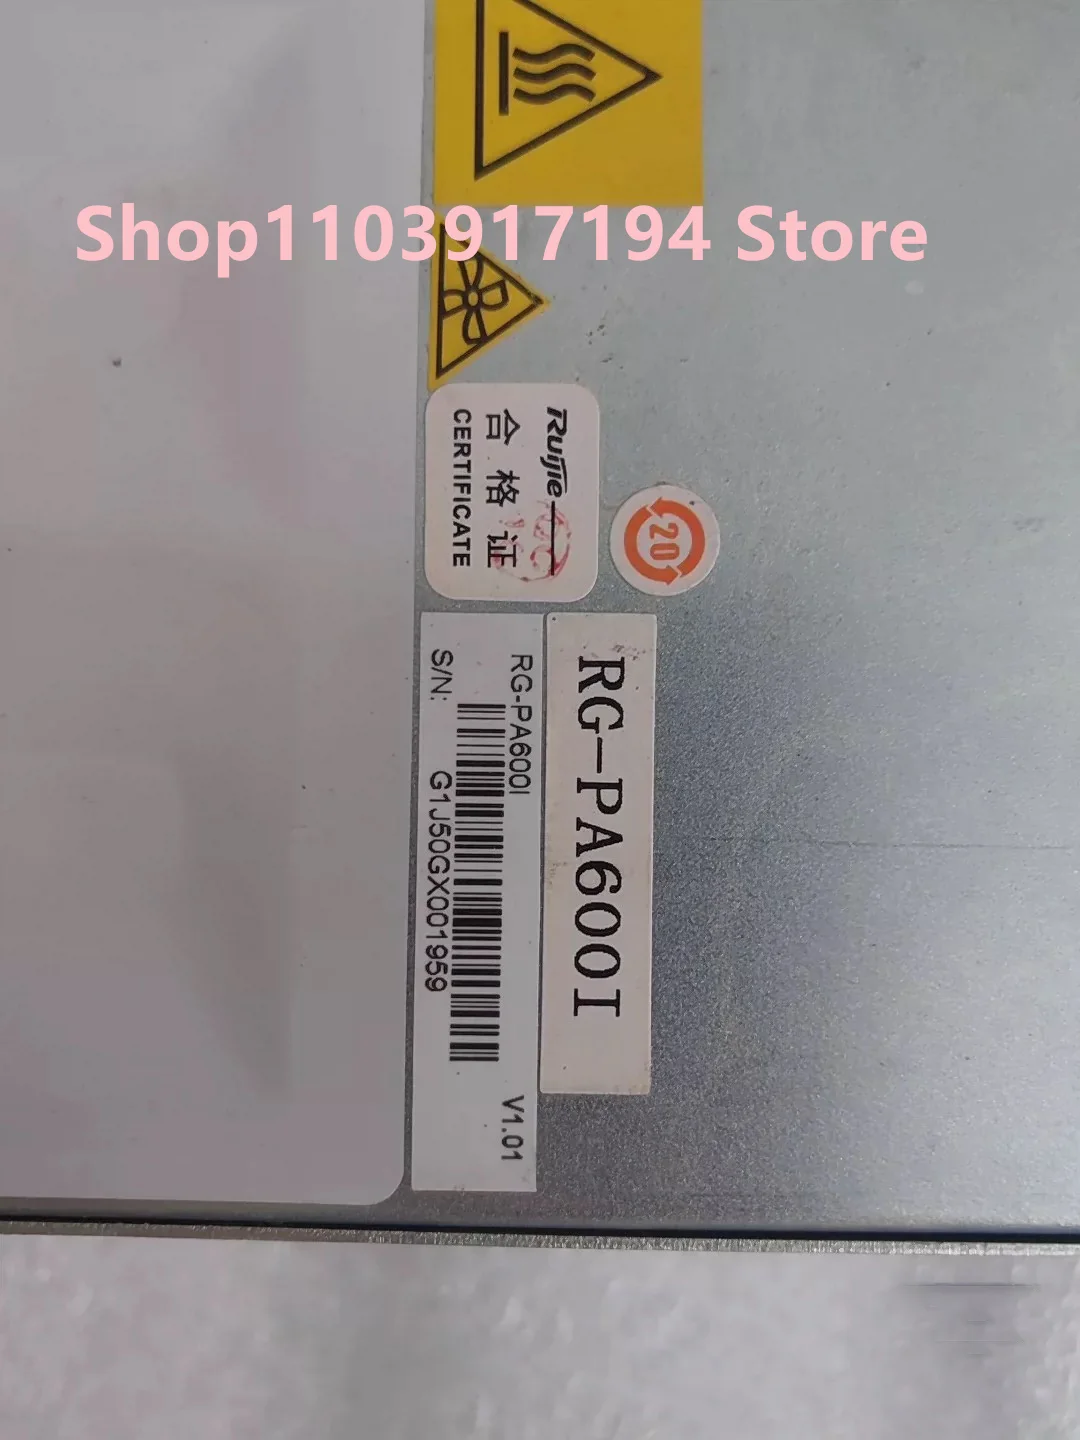 Shop1103917194 Store
Ruijie
合格证
CERTIFICATE
20
RG-PA600I
RG-PA600I
S/N:
G1J50GX001959
V1.01